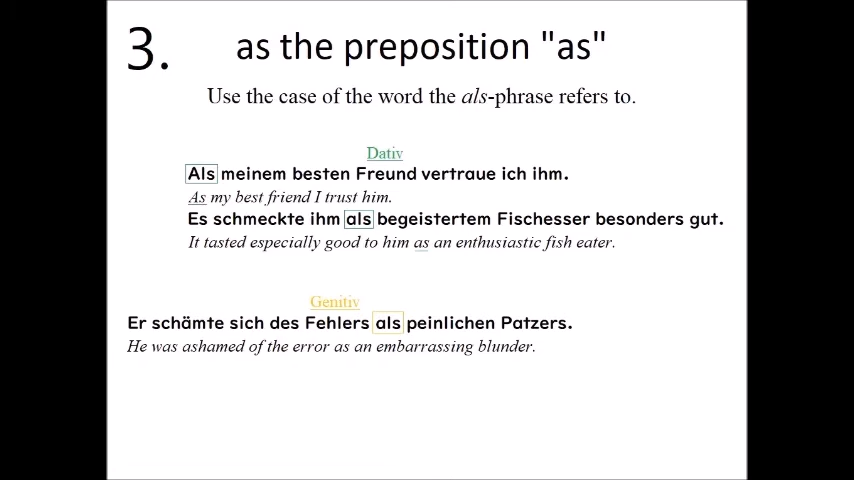 3. as the preposition "as"
Use the case of the word the als-phrase refers to.
Dativ
Als meinem besten Freund vertraue ich ihm.
As my best friend I trust him.
Es schmeckte ihm als begeistertem Fischesser besonders gut.
It tasted especially good to him as an enthusiastic fish eater.
Genitiv
Er schämte sich des Fehlers als peinlichen Patzers.
He was ashamed of the error as an embarrassing blunder.